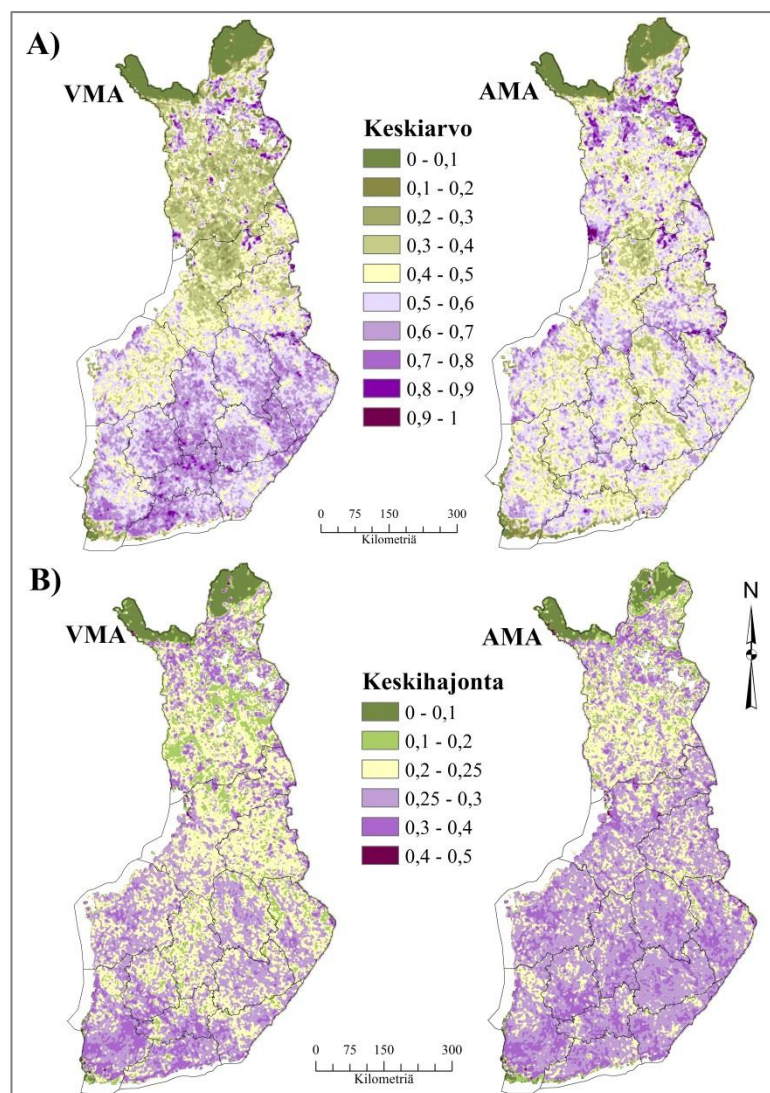 A)
VMA
AMA
Keskiarvo
0 - 0,1
0,1 - 0,2
0,2 - 0,3
0,3 - 0,4
0,4 - 0,5
0,5 - 0,6
0,6 - 0,7
0,7 - 0,8
0,8 - 0,9
0,9 - 1
0 75 150 300
Kilometriä
B)
VMA
AMA
N
Keskihajonta
0 - 0,1
0,1 - 0,2
0,2 - 0,25
0,25 - 0,3
0,3 - 0,4
0,4 - 0,5
0 75 150 300
Kilometriä